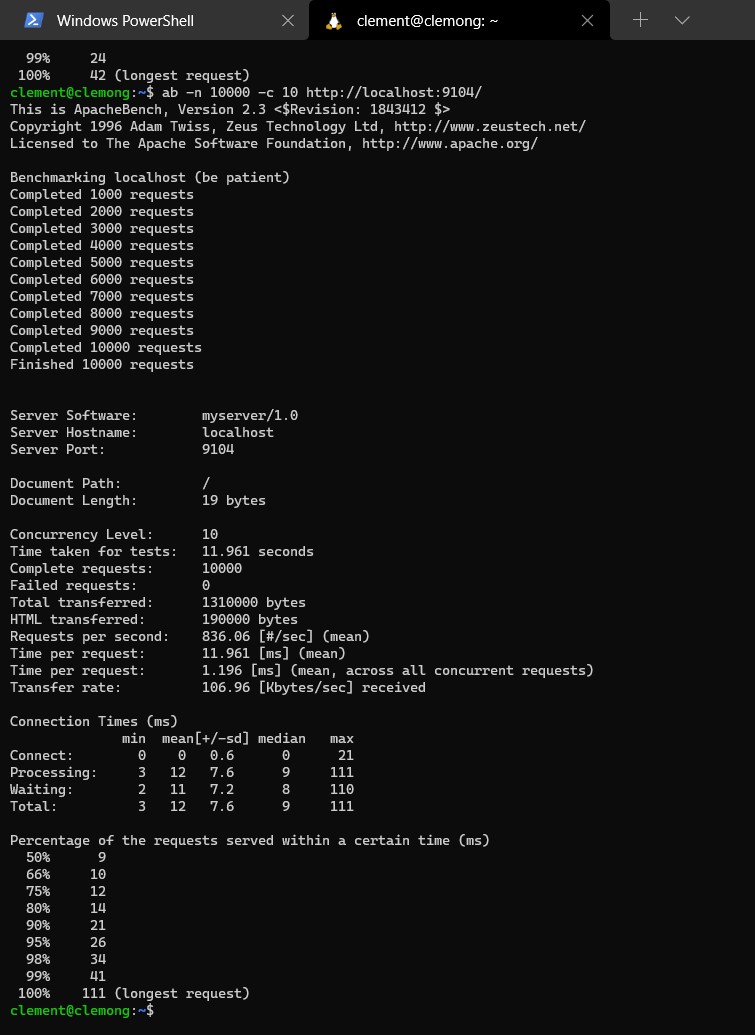 Windows PowerShell
clement@clemong: ~
99%     24
100%     42 (longest request)
clement@clemong:~$ ab -n 10000 -c 10 http://localhost:9104/
This is ApacheBench, Version 2.3 <$Revision: 1843412 $>
Copyright 1996 Adam Twiss, Zeus Technology Ltd, http://www.zeustech.net/
Licensed to The Apache Software Foundation, http://www.apache.org/
Benchmarking localhost (be patient)
Completed 1000 requests
Completed 2000 requests
Completed 3000 requests
Completed 4000 requests
Completed 5000 requests
Completed 6000 requests
Completed 7000 requests
Completed 8000 requests
Completed 9000 requests
Completed 10000 requests
Finished 10000 requests
Server Software:        myserver/1.0
Server Hostname:        localhost
Server Port:            9104
Document Path:          /
Document Length:        19 bytes
Concurrency Level:      10
Time taken for tests:   11.961 seconds
Complete requests:      10000
Failed requests:        0
Total transferred:      1310000 bytes
HTML transferred:       190000 bytes
Requests per second:    836.06 [#/sec] (mean)
Time per request:       11.961 [ms] (mean)
Time per request:       1.196 [ms] (mean, across all concurrent requests)
Transfer rate:          106.96 [Kbytes/sec] received
Connection Times (ms)
              min  mean[+/-sd] median   max
Connect:        0    0   0.6      0      21
Processing:     3   12   7.6      9     111
Waiting:        2   11   7.2      8     110
Total:          3   12   7.6      9     111
Percentage of the requests served within a certain time (ms)
  50%      9
  66%     10
  75%     12
  80%     14
  90%     21
  95%     26
  98%     34
  99%     41
 100%    111 (longest request)
clement@clemong:~$